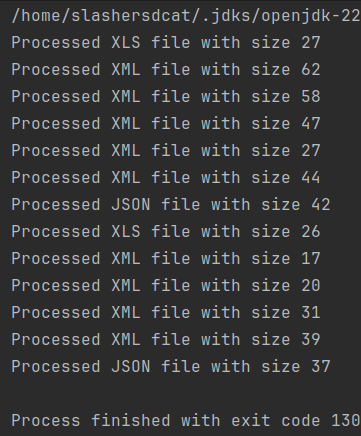 /home/slashersdcat/.jdks/openjdk-22
Processed XLS file with size 27
Processed XML file with size 62
Processed XML file with size 58
Processed XML file with size 47
Processed XML file with size 27
Processed XML file with size 44
Processed JSON file with size 42
Processed XLS file with size 26
Processed XML file with size 17
Processed XML file with size 20
Processed XML file with size 31
Processed XML file with size 39
Processed JSON file with size 37
Process finished with exit code 130